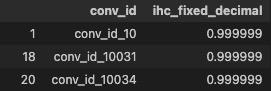 conv_id ihc_fixed_decimal
1 conv_id_10 0.999999
18 conv_id_10031 0.999999
20 conv_id_10034 0.999999